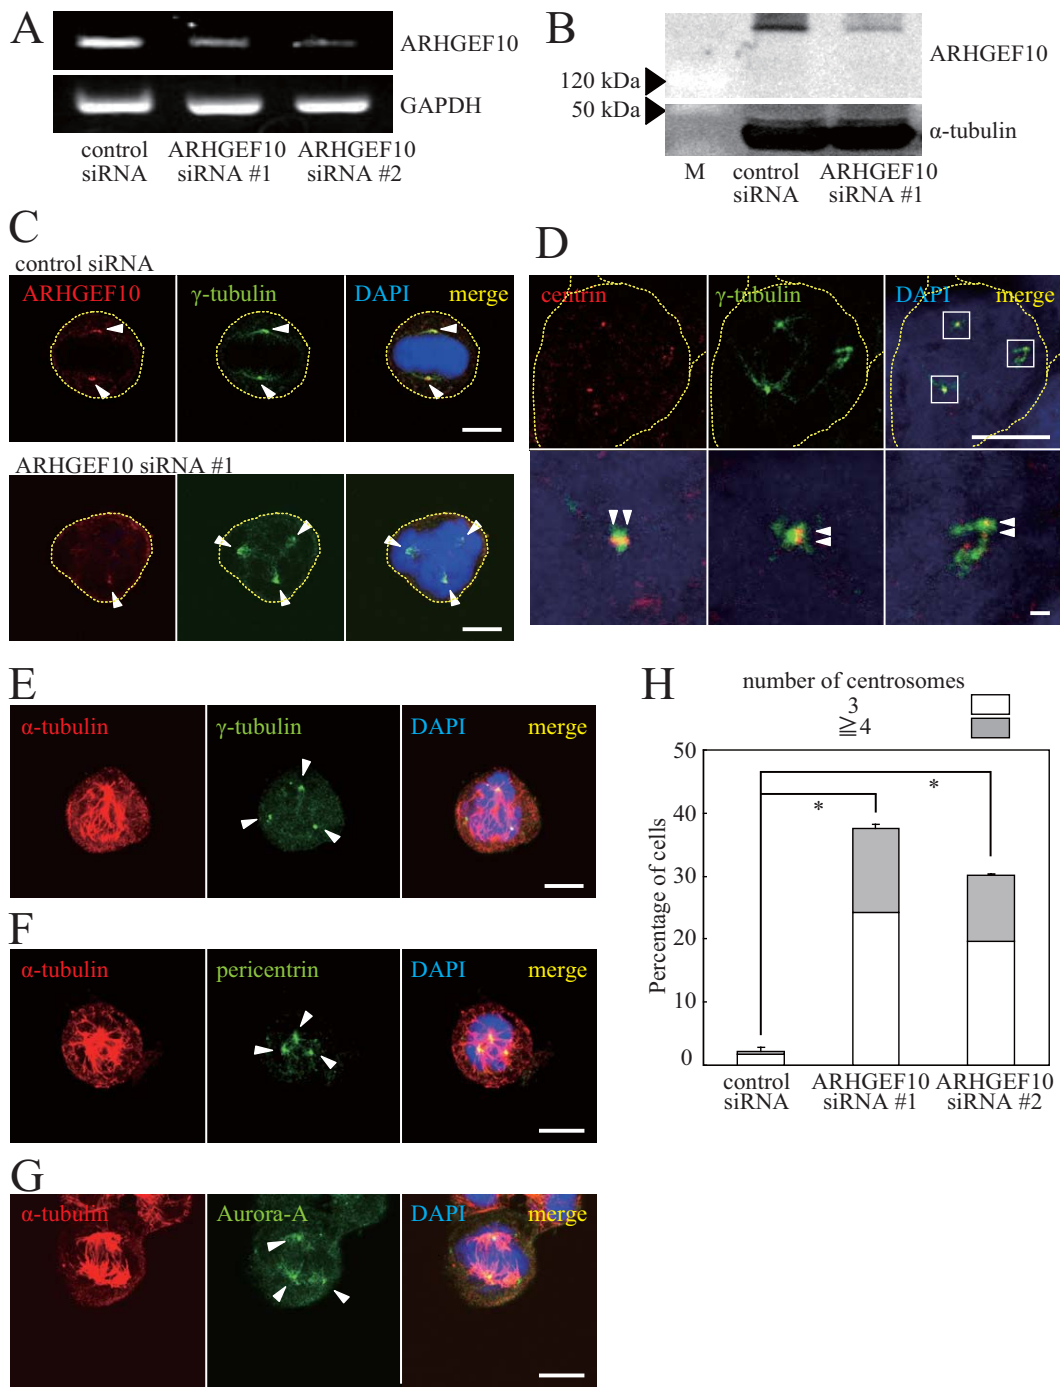 A
ARHGEF10
GAPDH
control siRNA
ARHGEF10 siRNA #1
ARHGEF10 siRNA #2
B
ARHGEF10
120 kDa
50 kDa
α-tubulin
M
control siRNA
ARHGEF10 siRNA #1
C
control siRNA
ARHGEF10
γ-tubulin
DAPI
merge
ARHGEF10 siRNA #1
D
centrin
γ-tubulin
DAPI
merge
E
α-tubulin
γ-tubulin
DAPI
merge
F
α-tubulin
pericentrin
DAPI
merge
G
α-tubulin
Aurora-A
DAPI
merge
H
number of centrosomes
3
≧4
Percentage of cells
50
40
30
20
10
0
*
*
control siRNA
ARHGEF10 siRNA #1
ARHGEF10 siRNA #2